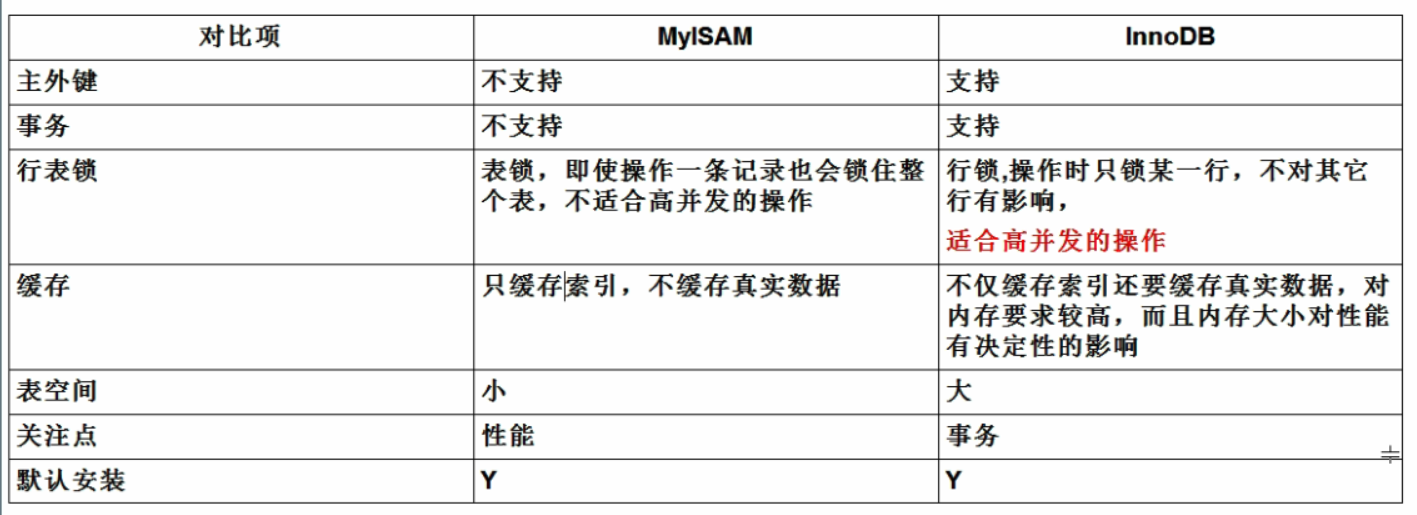 对比项 MyISAM InnoDB
主外键 不支持 支持
事务 不支持 支持
行表锁 表锁，即使操作一条记录也会锁住整 行锁,操作时只锁某一行，不对其它
个表，不适合高并发的操作 行有影响，
适合高并发的操作
缓存 只缓存索引，不缓存真实数据 不仅缓存索引还要缓存真实数据，对
内存要求较高，而且内存大小对性能
有决定性的影响
表空间 小 大
关注点 性能 事务
默认安装 Y Y